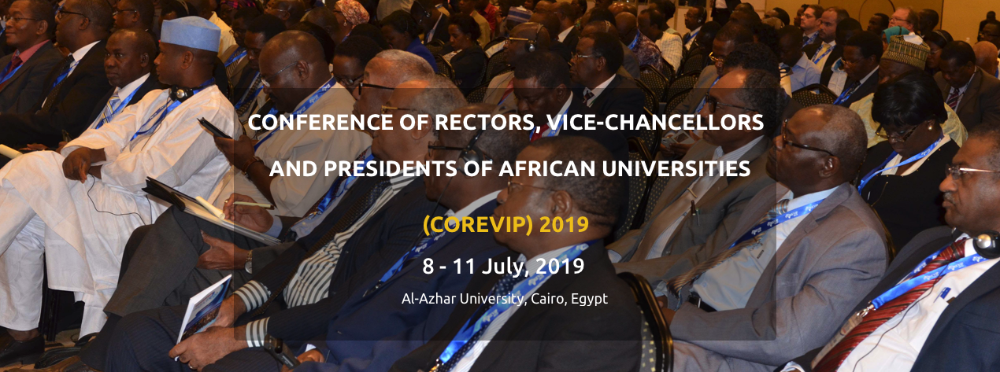 CONFERENCE OF RECTORS, VICE-CHANCELLORS
AND PRESIDENTS OF AFRICAN UNIVERSITIES
(COREVIP) 2019
8 - 11 July, 2019
Al-Azhar University, Cairo, Egypt